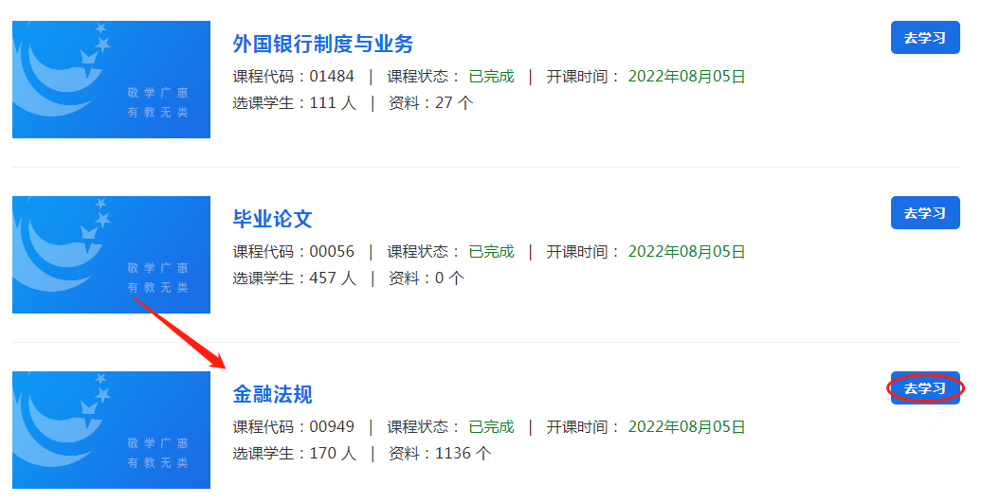 敬学广惠
有教无类
外国银行制度与业务
去学习
课程代码：01484 | 课程状态： 已完成 | 开课时间： 2022年08月05日
选课学生：111 人 | 资料：27 个
敬学广惠
有教无类
毕业论文
去学习
课程代码：00056 | 课程状态： 已完成 | 开课时间： 2022年08月05日
选课学生：457 人 | 资料：0 个
敬学广惠
有教无类
金融法规
去学习
课程代码：00949 | 课程状态： 已完成 | 开课时间： 2022年08月05日
选课学生：170 人 | 资料：1136 个